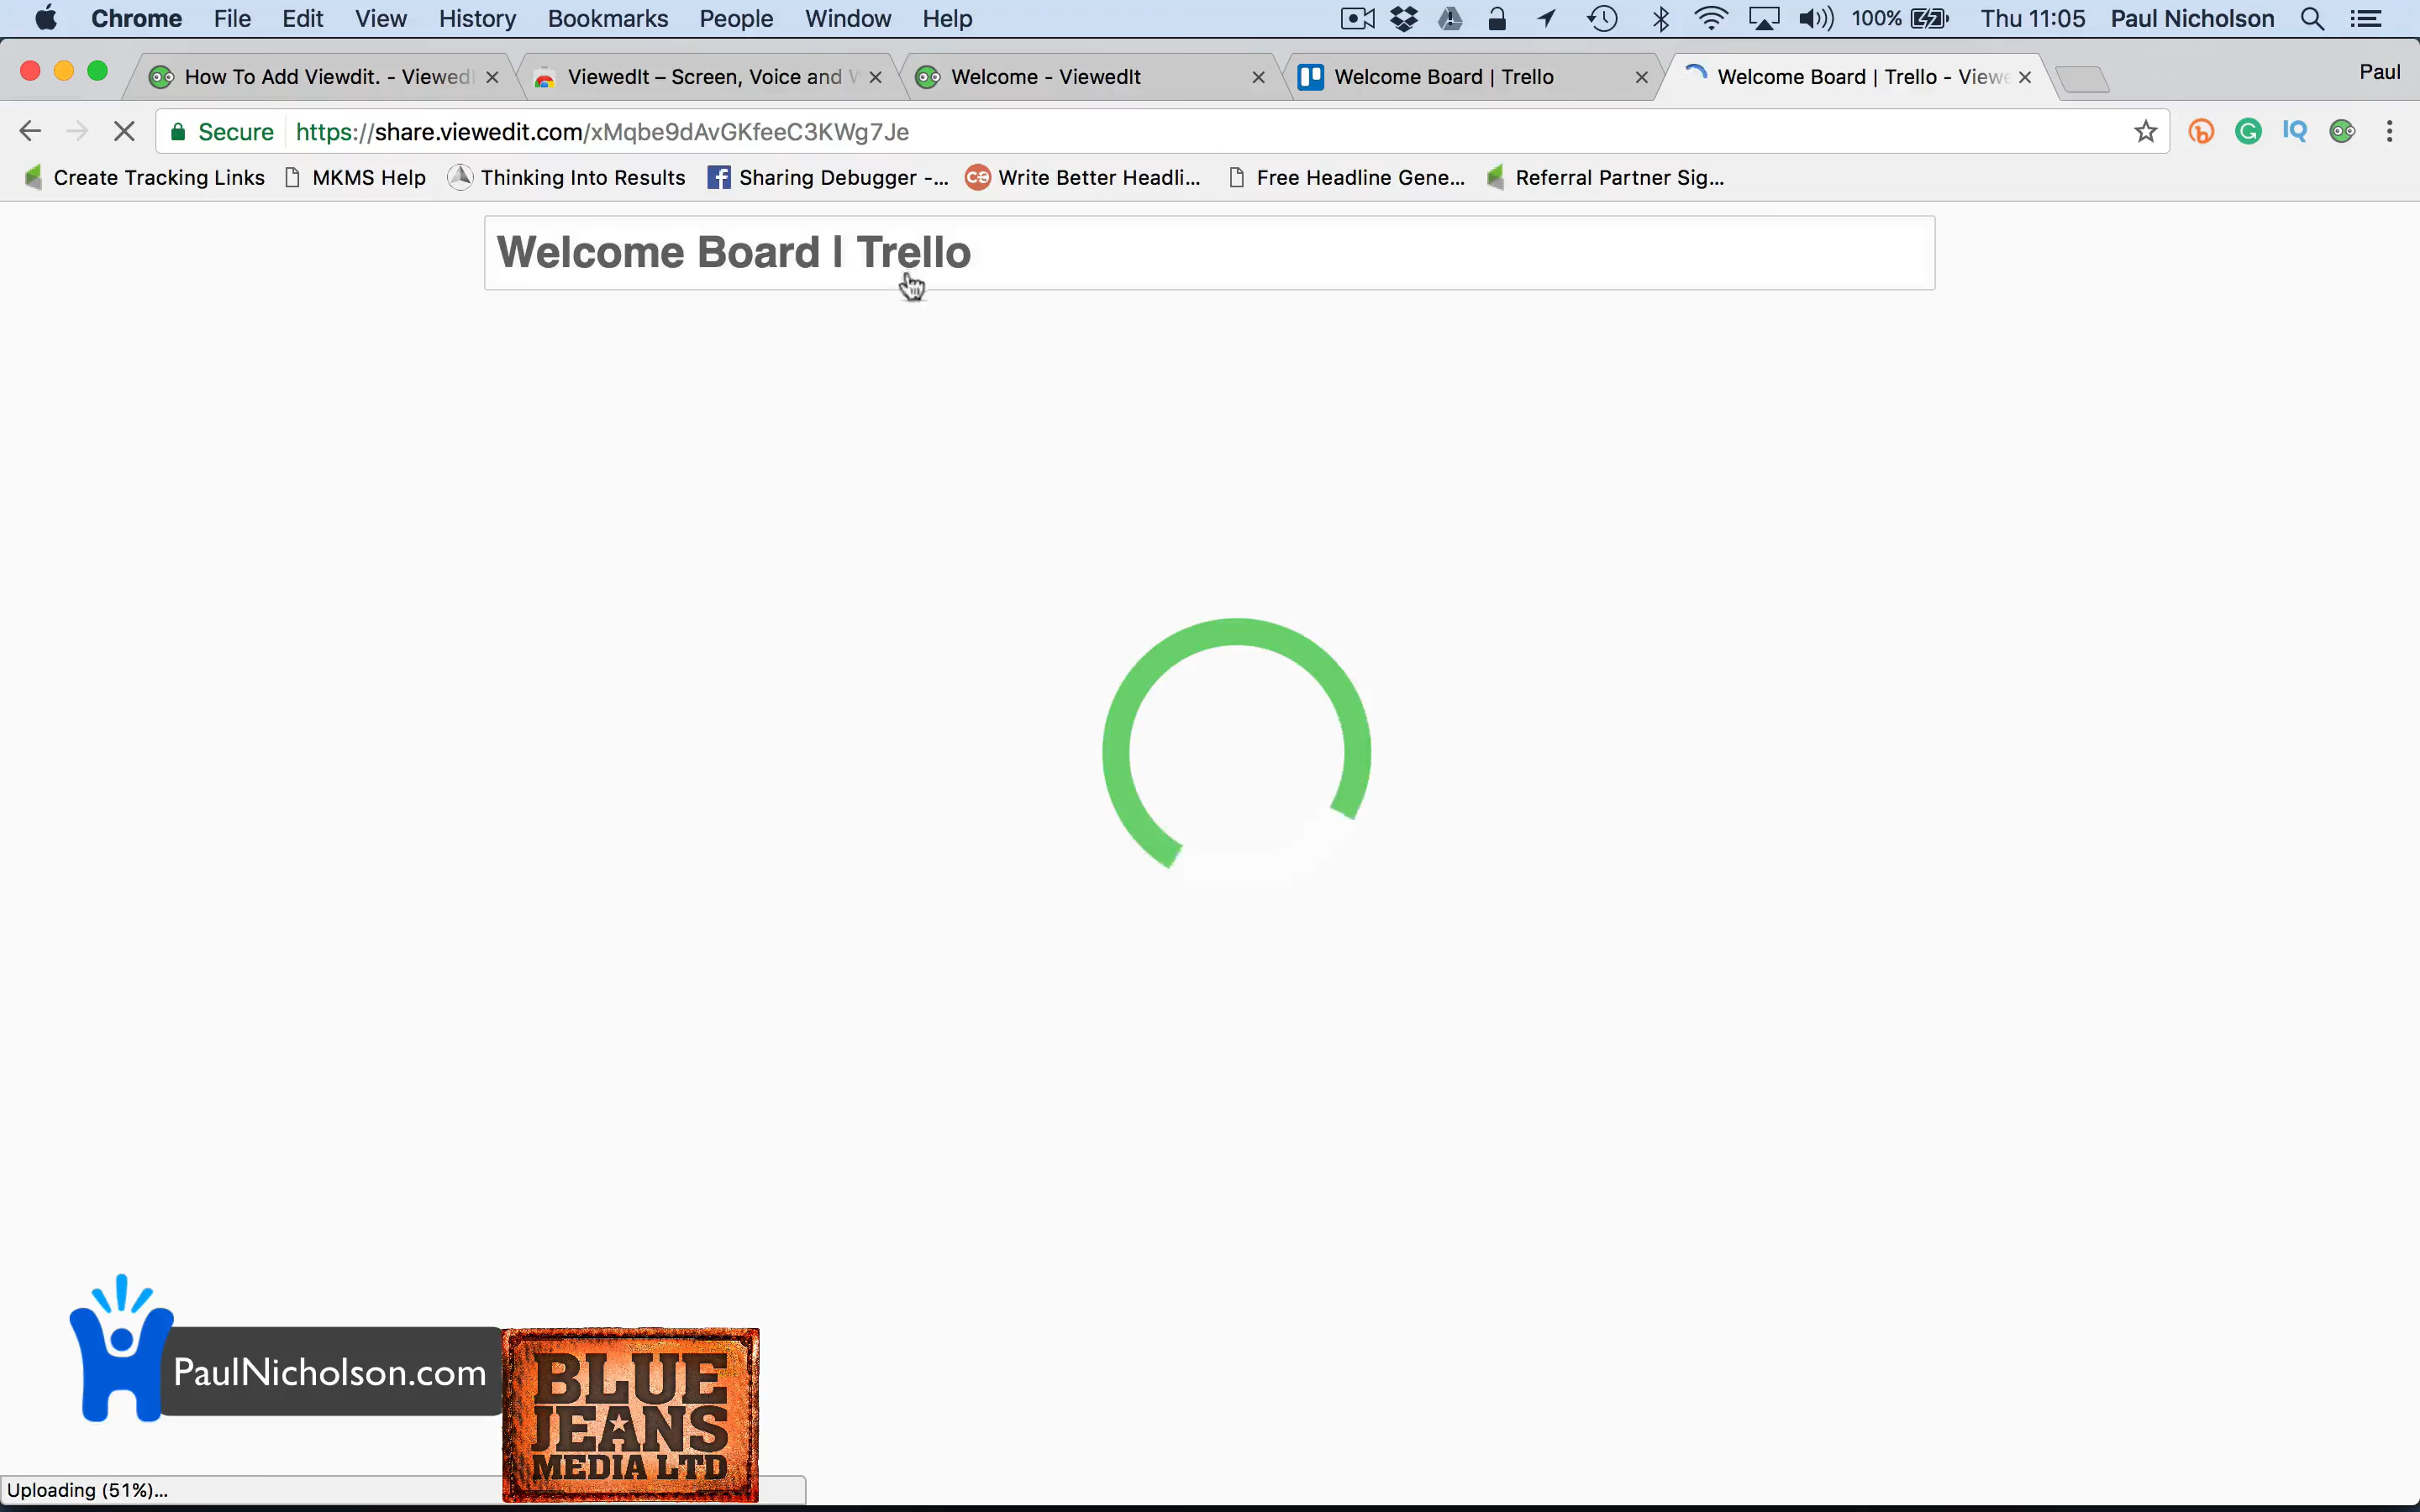 Chrome File Edit View History Bookmarks People Window Help 100% Thu 11:05 Paul Nicholson
How To Add Viewdit. - Viewed ViewedIt – Screen, Voice and W Welcome - ViewedIt Welcome Board | Trello Welcome Board | Trello - Viewe Paul
Secure https://share.viewedit.com/xMqbe9dAvGKfeeC3KWg7Je IQ
Create Tracking Links MKMS Help Thinking Into Results Sharing Debugger -... Write Better Headli... Free Headline Gene... Referral Partner Sig...
Welcome Board | Trello
PaulNicholson.com
BLUE
JEANS
MEDIA LTD
Uploading (51%)...